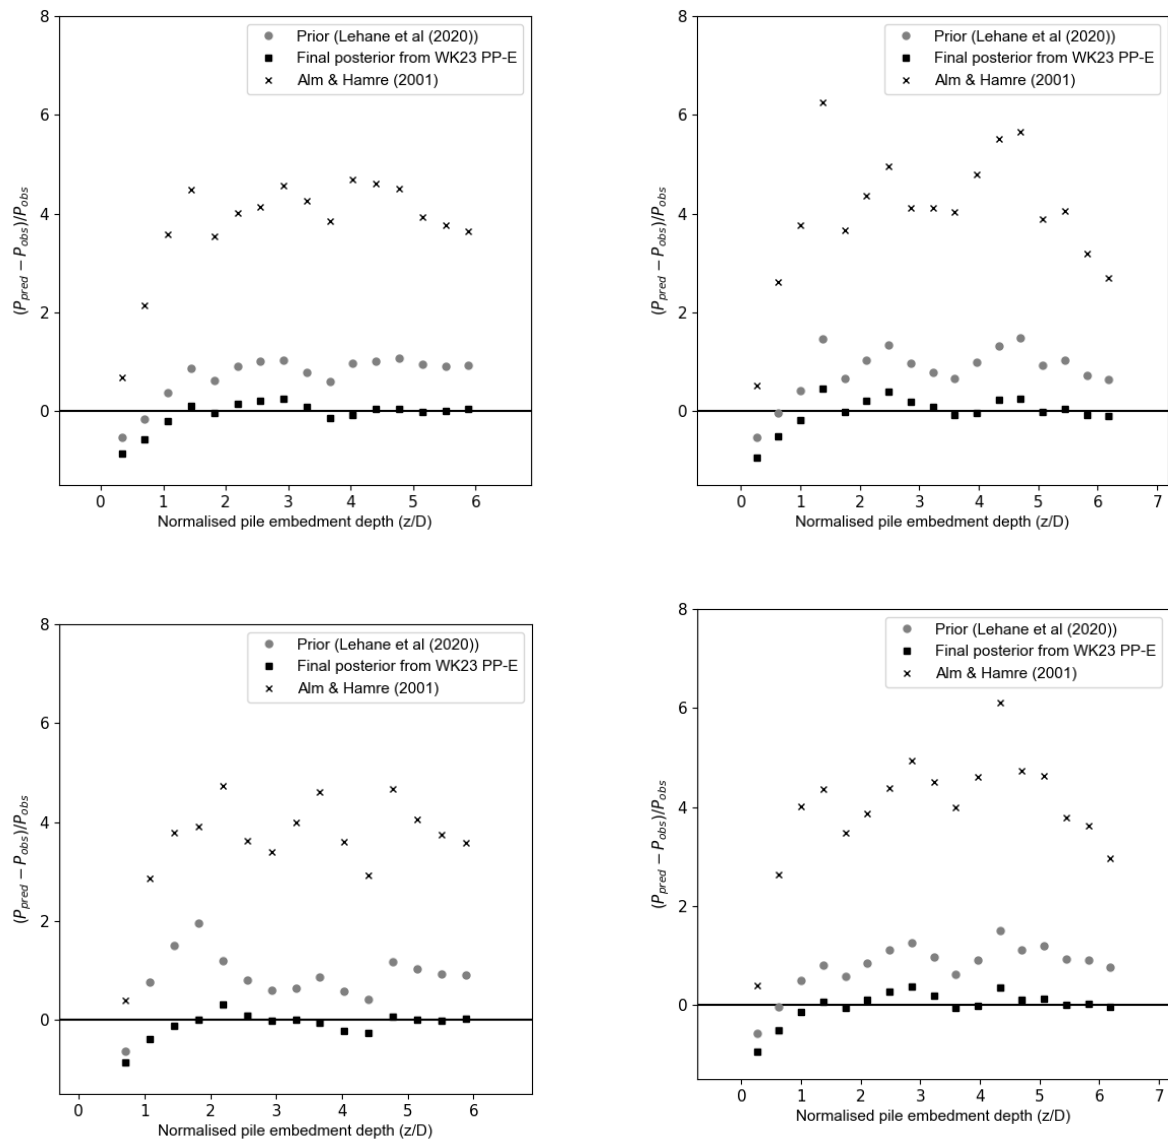 8
6
4
2
0
(P_pred − P_obs)/P_obs
Prior (Lehane et al (2020))
Final posterior from WK23 PP-E
Alm & Hamre (2001)
0 1 2 3 4 5 6
Normalised pile embedment depth (z/D)
8
6
4
2
0
(P_pred − P_obs)/P_obs
Prior (Lehane et al (2020))
Final posterior from WK23 PP-E
Alm & Hamre (2001)
0 1 2 3 4 5 6 7
Normalised pile embedment depth (z/D)
8
6
4
2
0
(P_pred − P_obs)/P_obs
Prior (Lehane et al (2020))
Final posterior from WK23 PP-E
Alm & Hamre (2001)
0 1 2 3 4 5 6
Normalised pile embedment depth (z/D)
8
6
4
2
0
(P_pred − P_obs)/P_obs
Prior (Lehane et al (2020))
Final posterior from WK23 PP-E
Alm & Hamre (2001)
0 1 2 3 4 5 6 7
Normalised pile embedment depth (z/D)